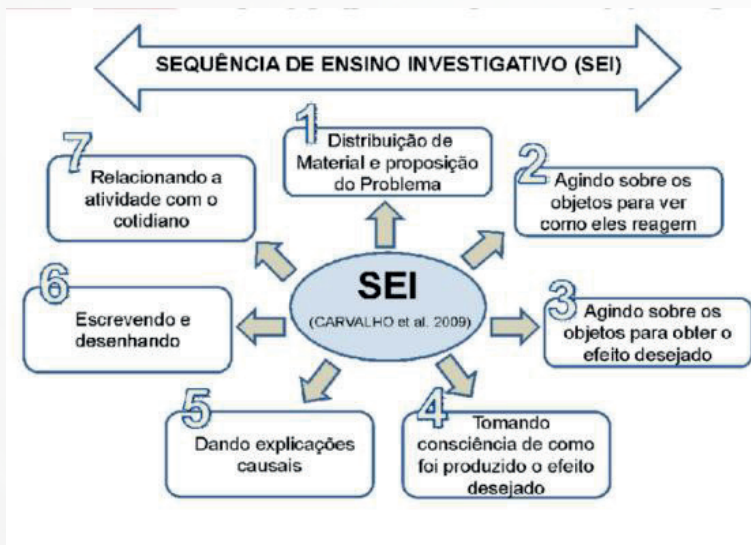 SEQUÊNCIA DE ENSINO INVESTIGATIVO (SEI)
1
Distribuição de
Material e proposição
do Problema
2
Agindo sobre os
objetos para ver
como eles reagem
3
Agindo sobre os
objetos para obter o
efeito desejado
4
Tomando
consciência de como
foi produzido o efeito
desejado
5
Dando explicações
causais
6
Escrevendo e
desenhando
7
Relacionando a
atividade com o
cotidiano
SEI
(CARVALHO et al. 2009)